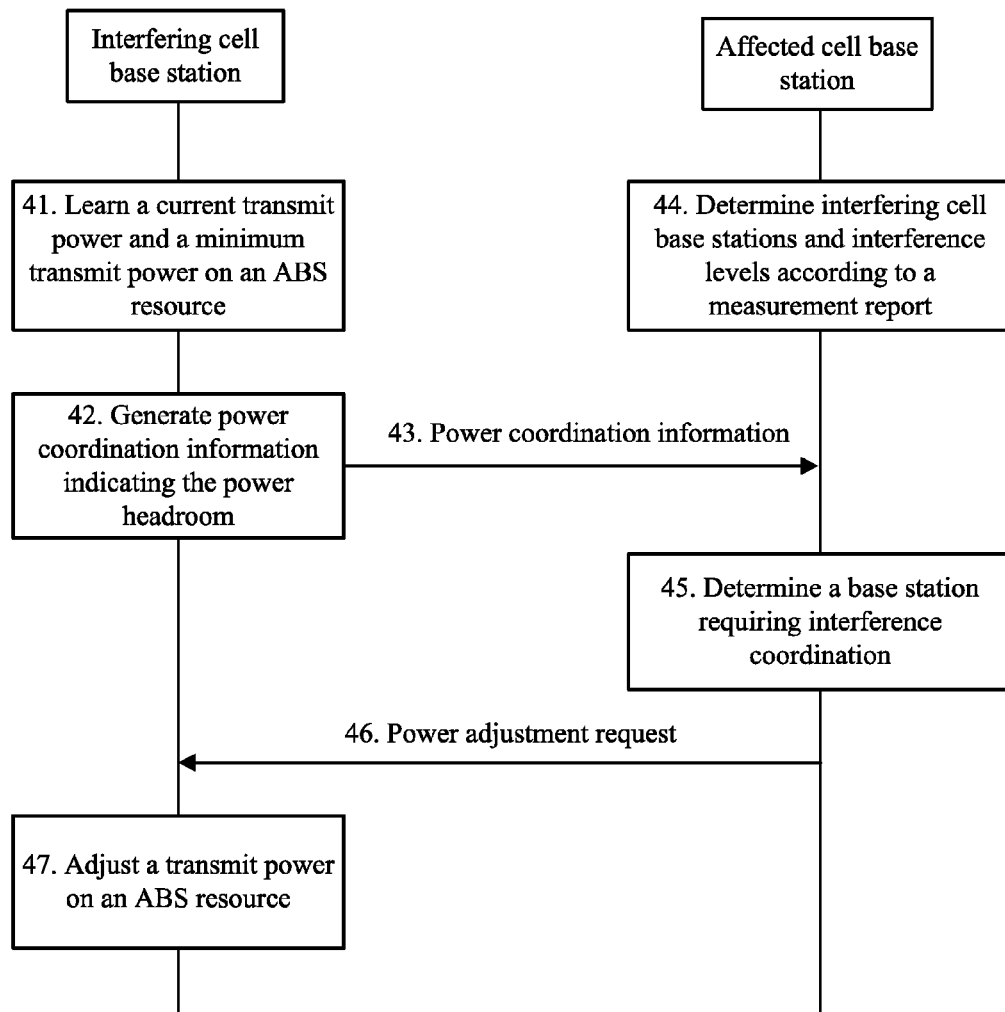 Interfering cell
base station
Affected cell base
station
41. Learn a current transmit
power and a minimum
transmit power on an ABS
resource
44. Determine interfering cell
base stations and interference
levels according to a
measurement report
42. Generate power
coordination information
indicating the power
headroom
43. Power coordination information
45. Determine a base station
requiring interference
coordination
46. Power adjustment request
47. Adjust a transmit power
on an ABS resource